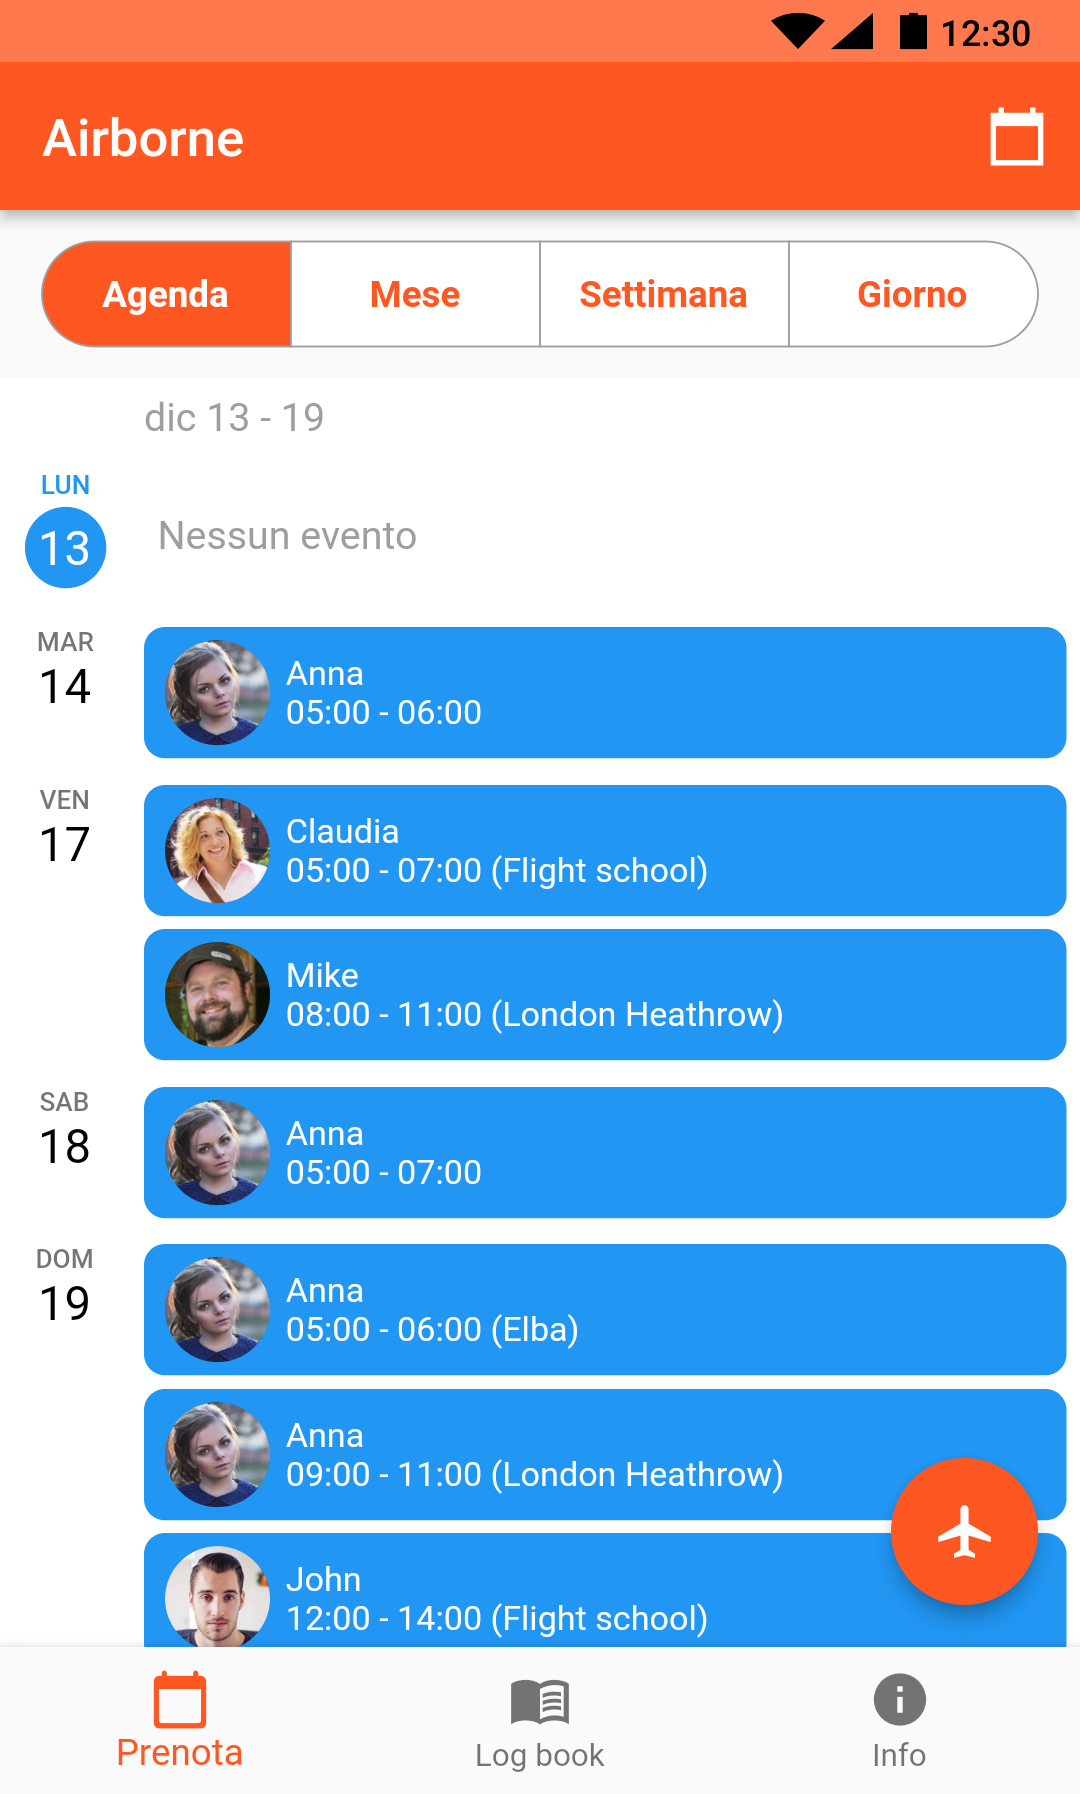 12:30
Airborne
Agenda
Mese
Settimana
Giorno
dic 13 - 19
LUN
13
Nessun evento
MAR
14
Anna
05:00 - 06:00
VEN
17
Claudia
05:00 - 07:00 (Flight school)
Mike
08:00 - 11:00 (London Heathrow)
SAB
18
Anna
05:00 - 07:00
DOM
19
Anna
05:00 - 06:00 (Elba)
Anna
09:00 - 11:00 (London Heathrow)
John
12:00 - 14:00 (Flight school)
Prenota
Log book
Info